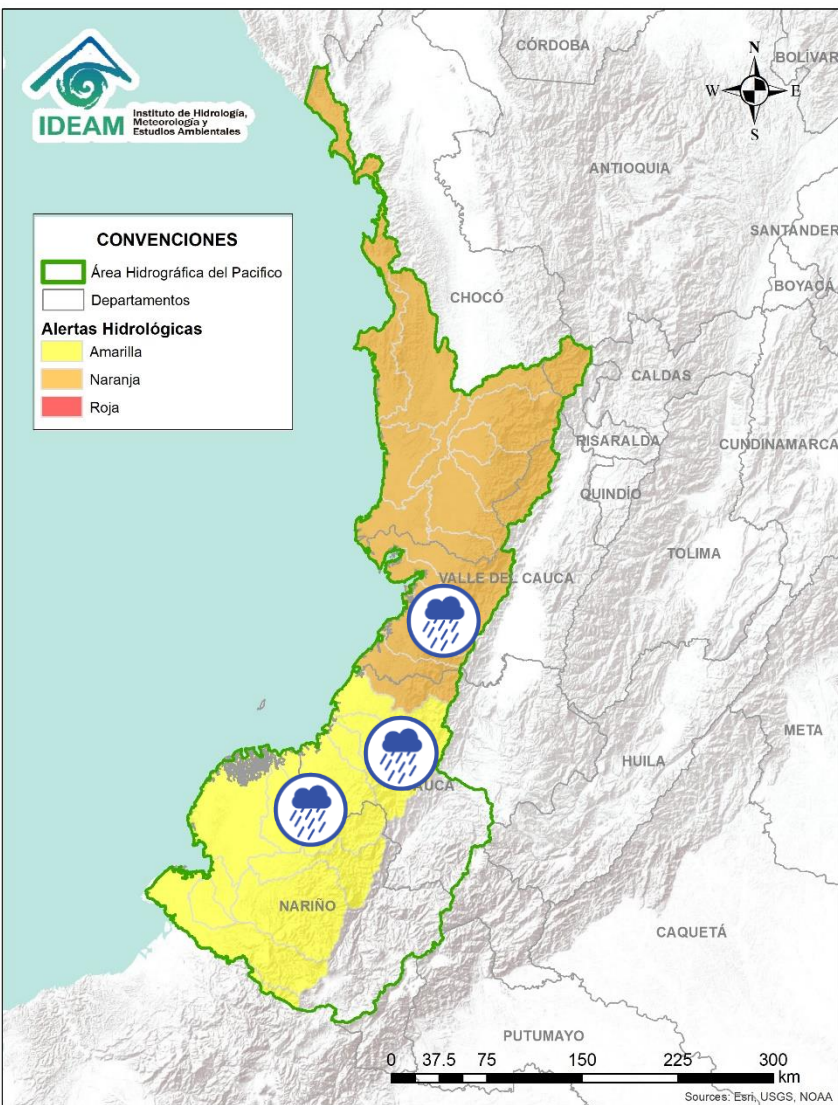 IDEAM
Instituto de Hidrología,
Meteorología y
Estudios Ambientales
CÓRDOBA
N
BOLÍVAR
W
E
S
ANTIOQUIA
CONVENCIONES
Área Hidrográfica del Pacifico
Departamentos
Alertas Hidrológicas
Amarilla
Naranja
Roja
SANTANDER
BOYACÁ
CHOCÓ
CALDAS
RISARALDA
CUNDINAMARCA
QUINDÍO
TOLIMA
VALLE DEL CAUCA
META
HUILA
AUCA
NARIÑO
CAQUETÁ
PUTUMAYO
0 37.5 75 150 225 300
km
Sources: Esri, USGS, NOAA